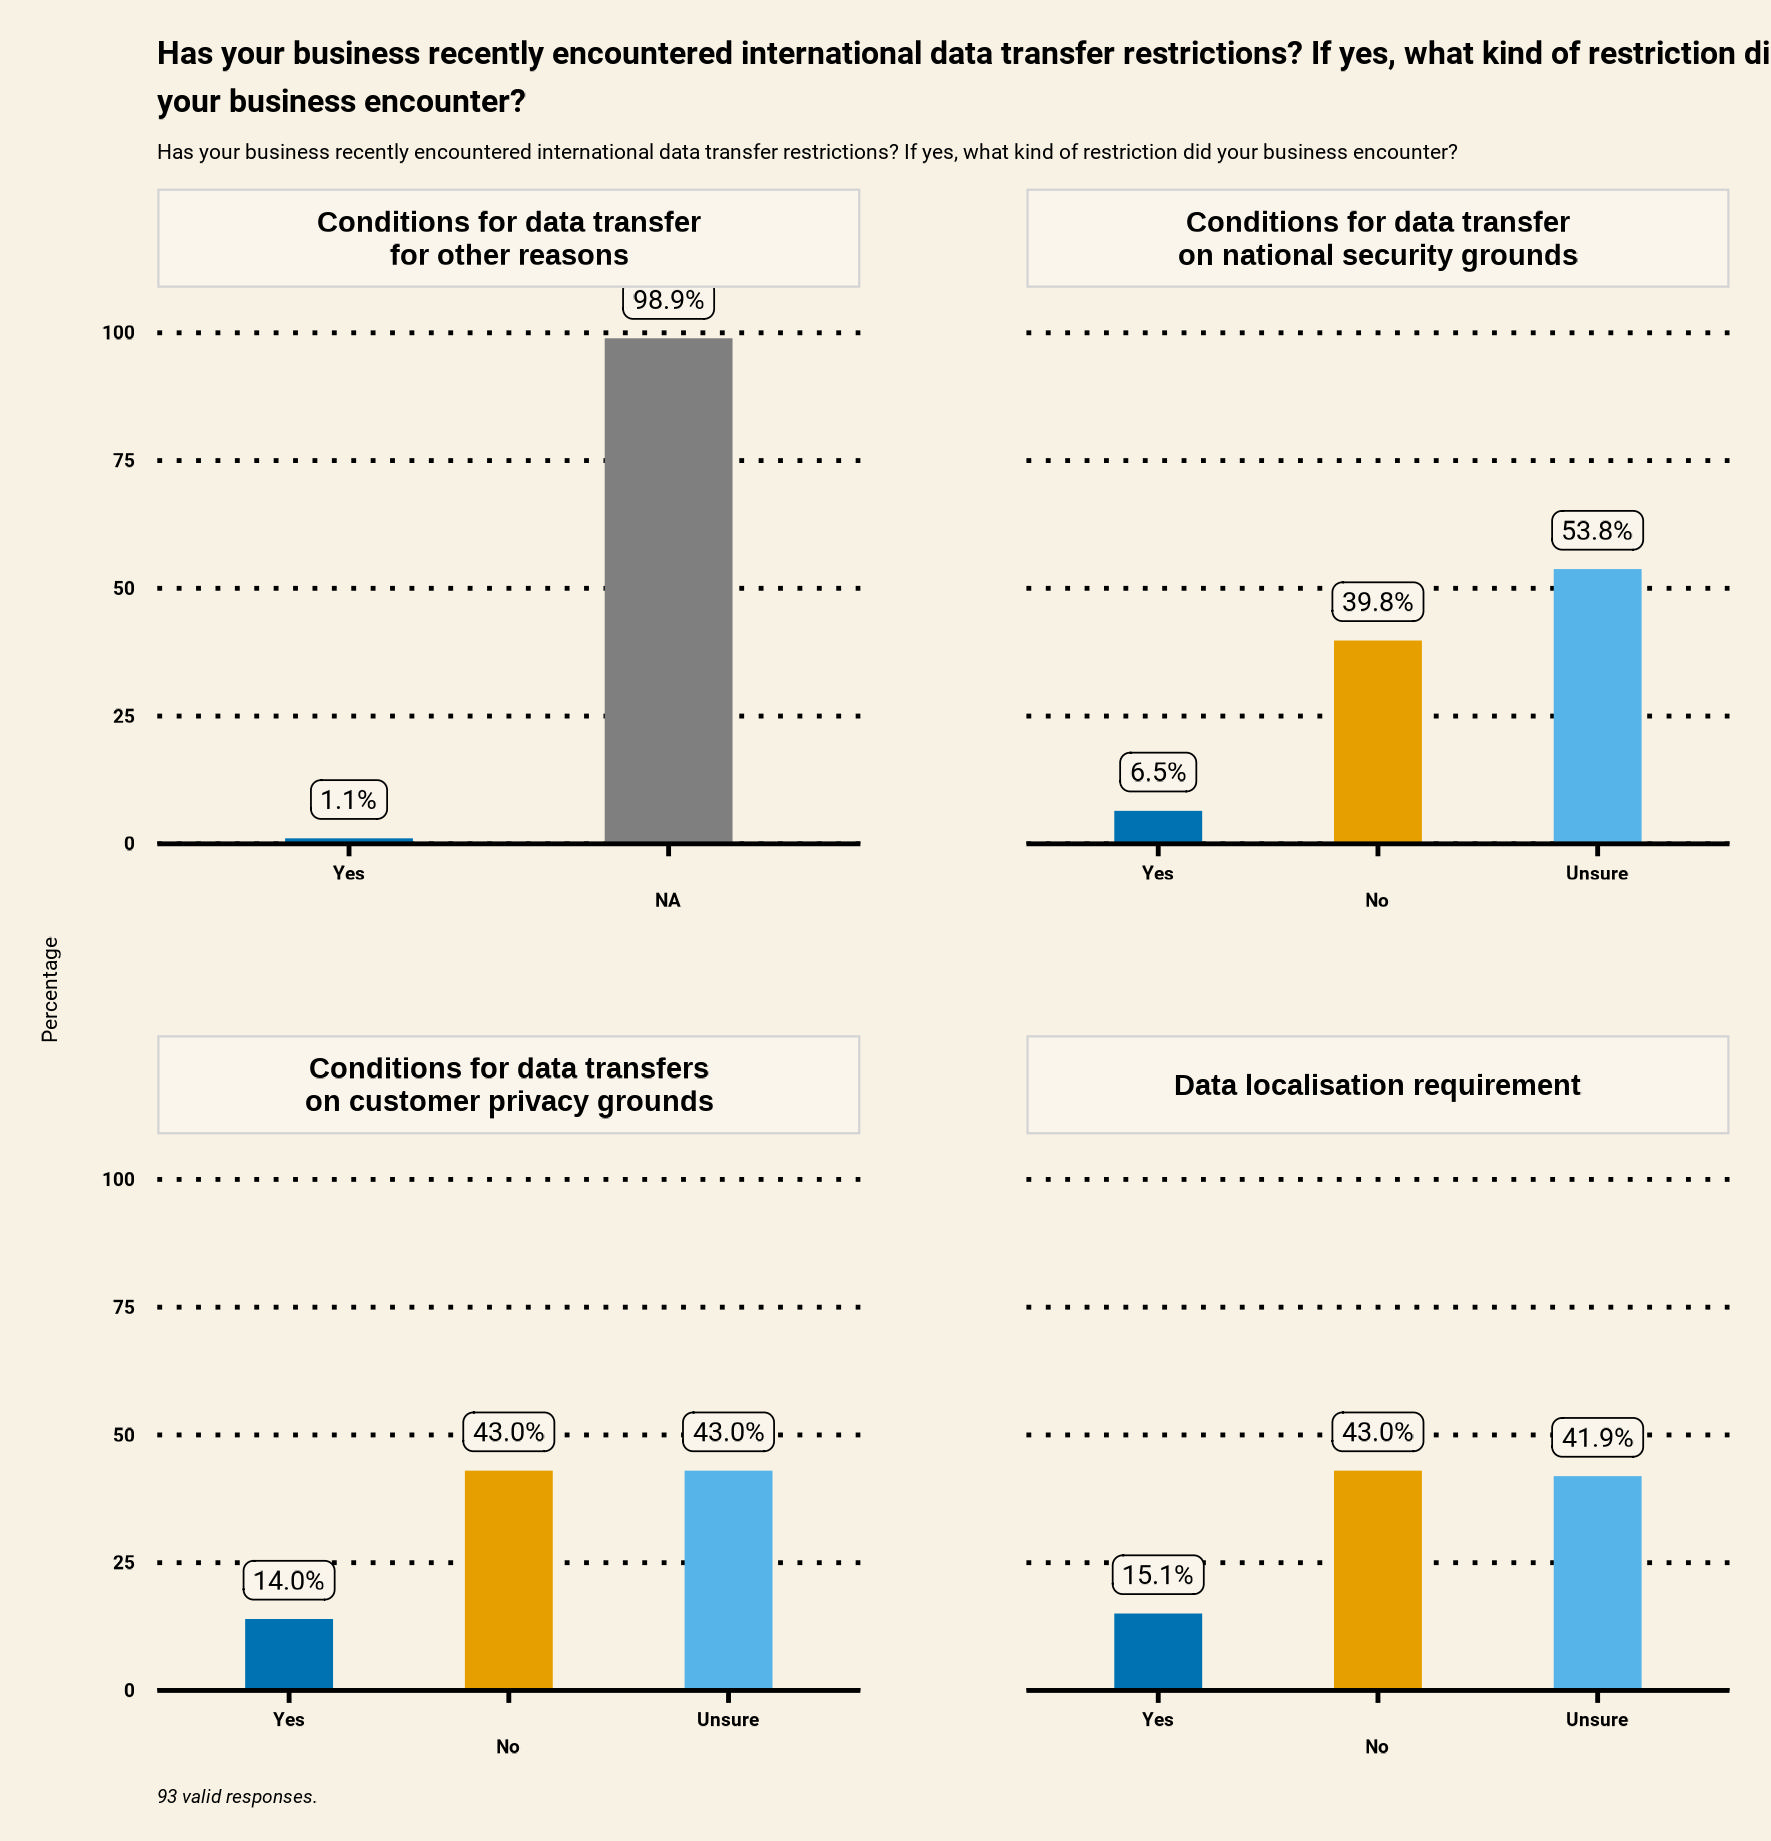 Has your business recently encountered international data transfer restrictions? If yes, what kind of restriction di
your business encounter?
Has your business recently encountered international data transfer restrictions? If yes, what kind of restriction did your business encounter?
Conditions for data transfer
for other reasons
98.9%
100
75
50
25
0
1.1%
Yes
NA
Conditions for data transfer
on national security grounds
53.8%
39.8%
6.5%
Yes
No
Unsure
Percentage
Conditions for data transfers
on customer privacy grounds
100
75
50
25
0
14.0%
43.0%
43.0%
Yes
No
Unsure
Data localisation requirement
15.1%
43.0%
41.9%
Yes
No
Unsure
93 valid responses.